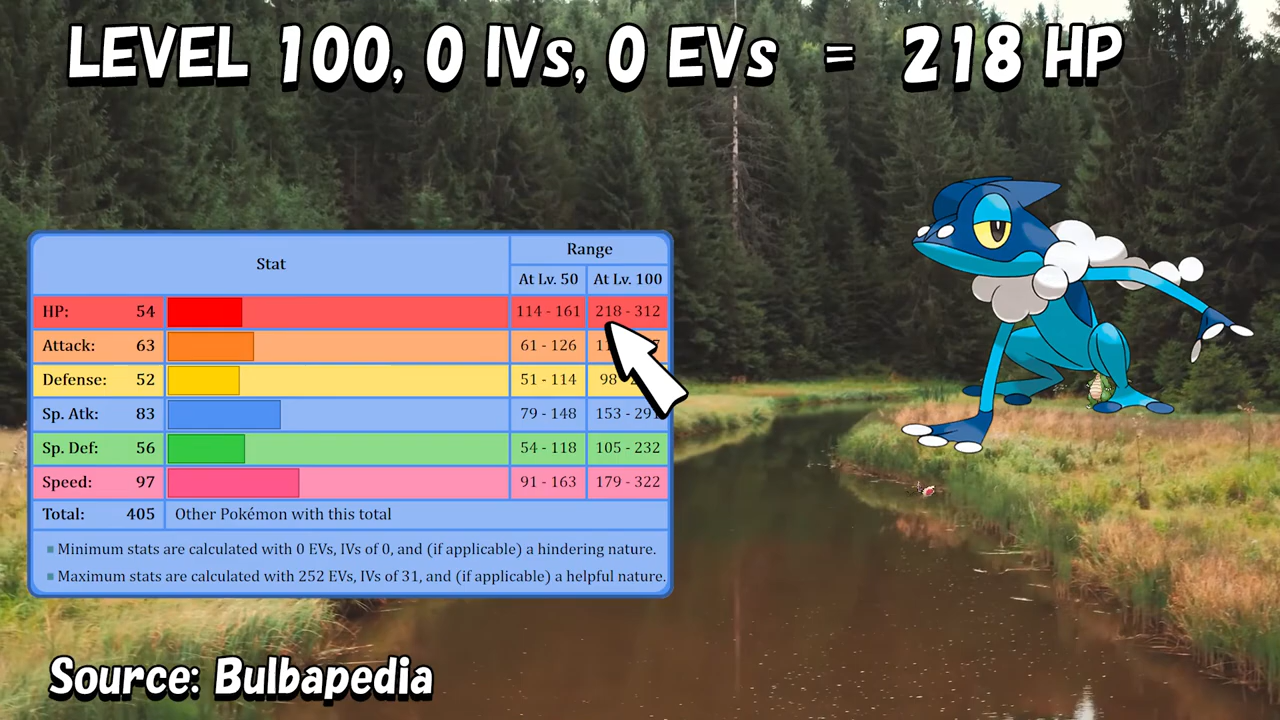 LEVEL 100, 0 IVs, 0 EVs = 218 HP
Stat
Range
At Lv. 50 At Lv. 100
HP: 54 114 - 161 218 - 312
Attack: 63 61 - 126
Defense: 52 51 - 114 98
Sp. Atk: 83 79 - 148 153 - 291
Sp. Def: 56 54 - 118 105 - 232
Speed: 97 91 - 163 179 - 322
Total: 405 Other Pokémon with this total
Minimum stats are calculated with 0 EVs, IVs of 0, and (if applicable) a hindering nature.
Maximum stats are calculated with 252 EVs, IVs of 31, and (if applicable) a helpful nature.
Source: Bulbapedia